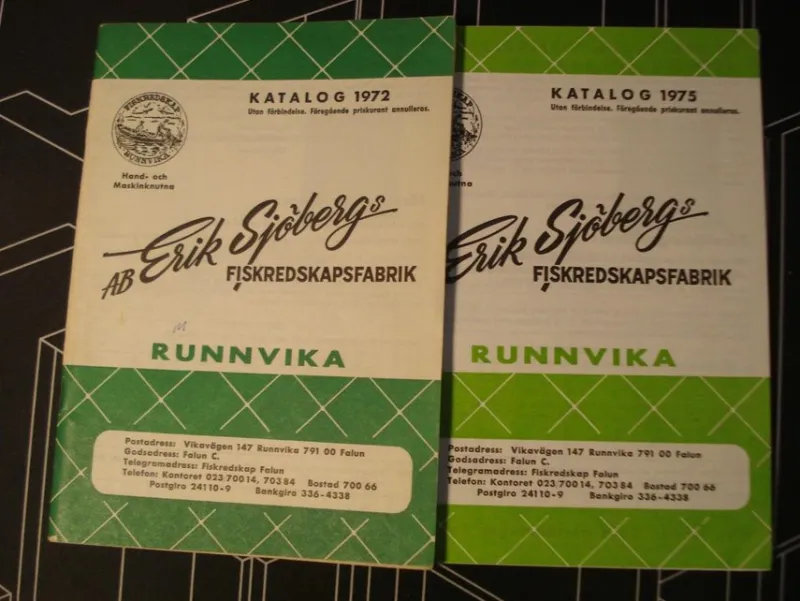 KATALOG 1972
Utan förbindelse. Föregående priskurant annulleras.
FISKREDSKAP
RUNNVIKA
Hand- och
Maskinknutna
AB Erik Sjöbergs
FISKREDSKAPSFABRIK
RUNNVIKA
Postadress: Vikavägen 147 Runnvika 791 00 Falun
Godsadress: Falun C.
Telegramadress: Fiskredskap Falun
Telefon: Kontoret 023/700 14, 703 84 Bostad 700 66
Postgiro 24110-9 Bankgiro 336-4338
KATALOG 1975
Utan förbindelse. Föregående priskurant annulleras.
och
utna
Erik Sjöbergs
FISKREDSKAPSFABRIK
RUNNVIKA
Postadress: Vikavägen 147 Runnvika 791 00 Falun
Godsadress: Falun C.
Telegramadress: Fiskredskap Falun
Telefon: Kontoret 023/700 14, 703 84 Bostad 700 66
Postgiro 24110-9 Bankgiro 336-4338